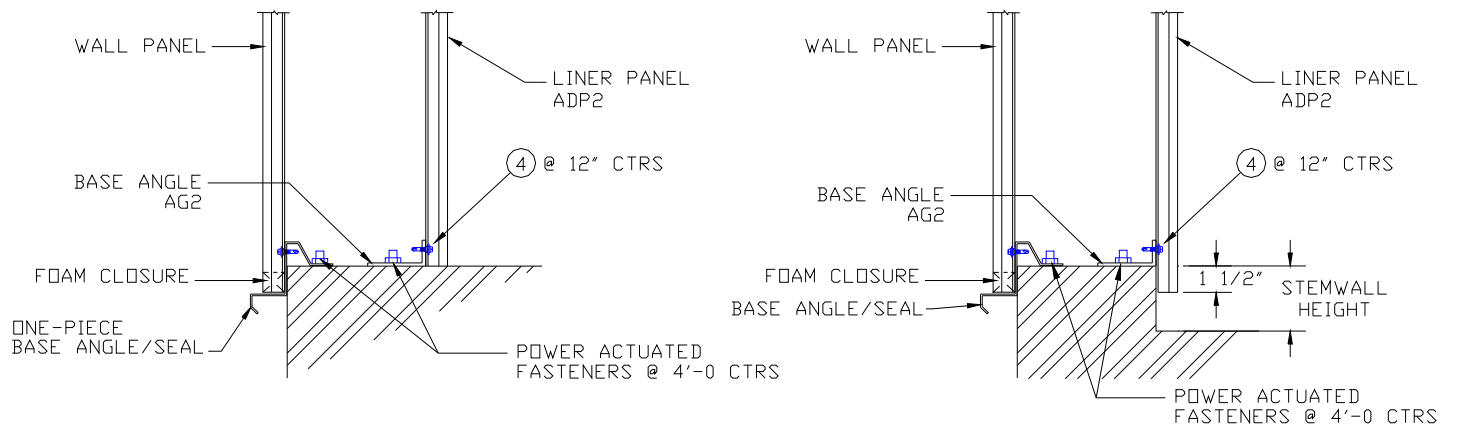 WALL PANEL
LINER PANEL
ADP2
4 @ 12" CTRS
BASE ANGLE
AG2
FOAM CLOSURE
ONE-PIECE
BASE ANGLE/SEAL
POWER ACTUATED
FASTENERS @ 4'-0 CTRS
WALL PANEL
LINER PANEL
ADP2
4 @ 12" CTRS
BASE ANGLE
AG2
FOAM CLOSURE
1 1/2"
STEMWALL
HEIGHT
BASE ANGLE/SEAL
POWER ACTUATED
FASTENERS @ 4'-0 CTRS